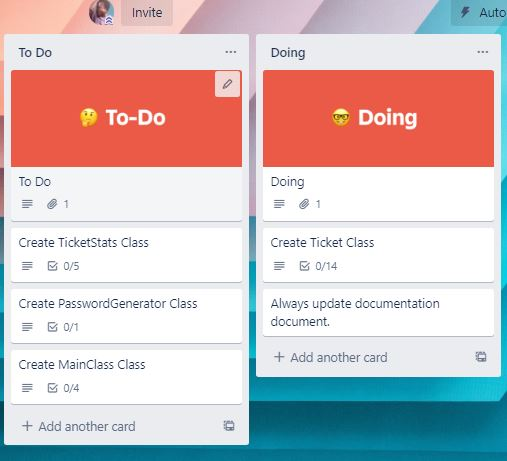 Invite
Auto
To Do
To-Do
To Do
1
Create TicketStats Class
0/5
Create PasswordGenerator Class
0/1
Create MainClass Class
0/4
+ Add another card
Doing
Doing
Doing
1
Create Ticket Class
0/14
Always update documentation
document.
+ Add another card